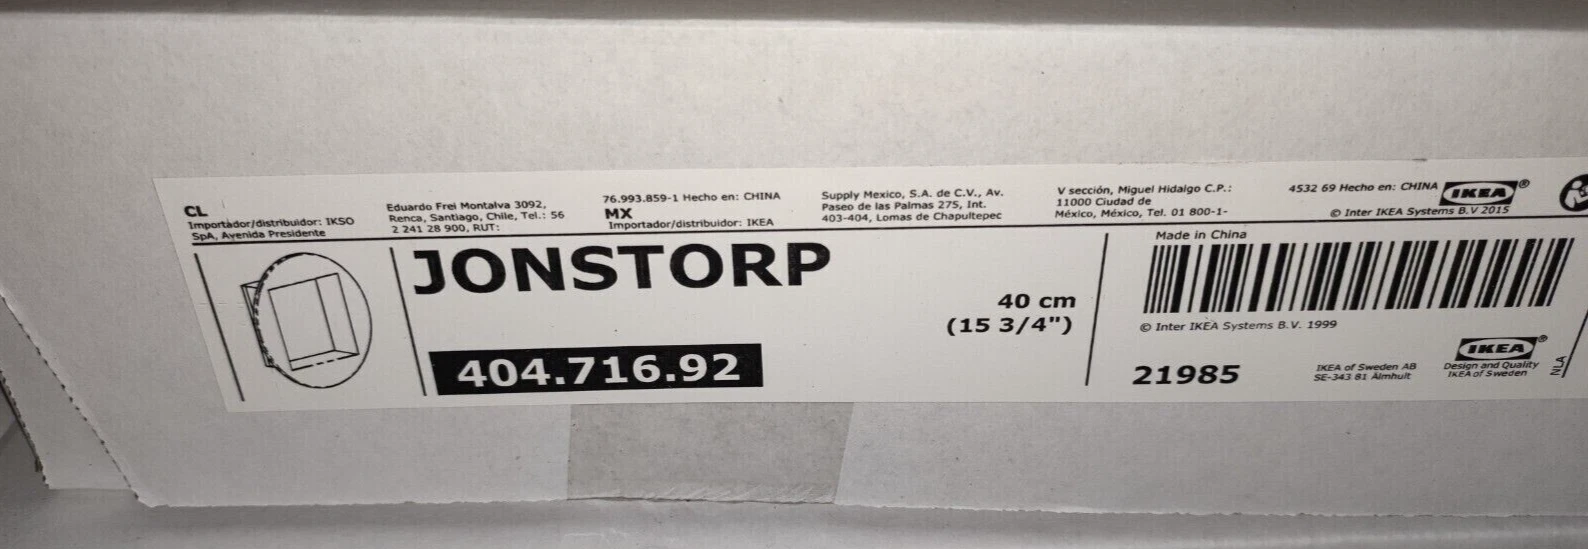 CL
Importador/distribuidor: IKSO
SpA, Avenida Presidente
Eduardo Frei Montalva 3092,
Renca, Santiago, Chile, Tel.: 56
2 241 28 900, RUT:
76.993.859-1 Hecho en: CHINA
MX
Importador/distribuidor: IKEA
Supply Mexico, S.A. de C.V., Av.
Paseo de las Palmas 275, Int.
403-404, Lomas de Chapultepec
V sección, Miguel Hidalgo C.P.:
11000 Ciudad de
México, México, Tel. 01 800-1-
4532 69 Hecho en: CHINA
IKEA®
© Inter IKEA Systems B.V 2015
JONSTORP
404.716.92
40 cm
(15 3/4")
Made in China
© Inter IKEA Systems B.V. 1999
21985
IKEA of Sweden AB
SE-343 81 Älmhult
IKEA®
Design and Quality
IKEA of Sweden
NLA